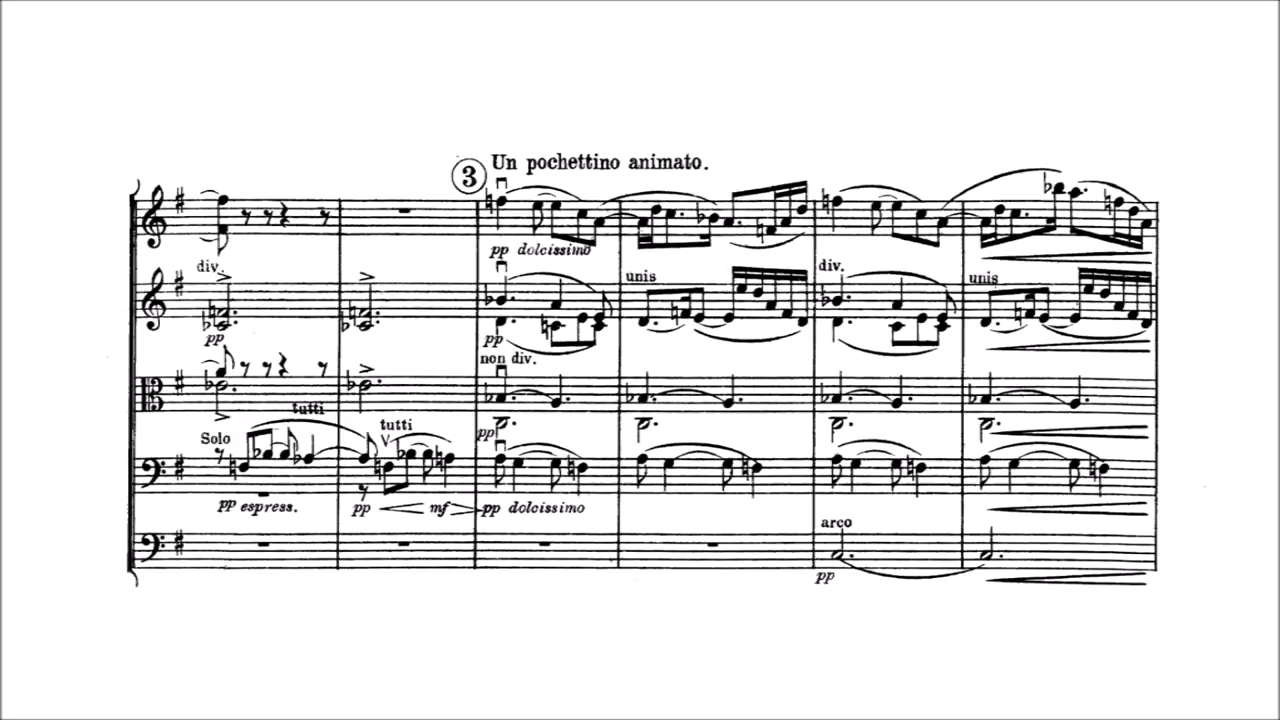 3 Un pochettino animato.
pp dolcissimo
div.
unis
div.
unis
pp
pp
non div.
tutti
Solo
tutti
pp
pp espress.
pp
mf
pp dolcissimo
arco
pp